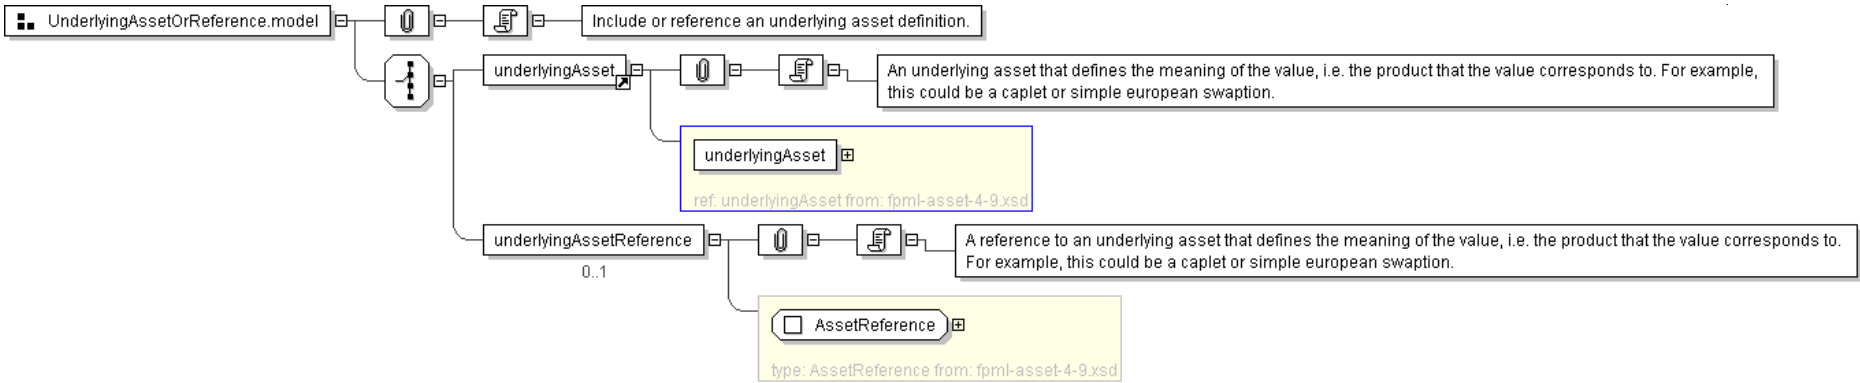 UnderlyingAssetOrReference.model
Include or reference an underlying asset definition.
underlyingAsset
An underlying asset that defines the meaning of the value, i.e. the product that the value corresponds to. For example,
this could be a caplet or simple european swaption.
underlyingAsset
ref: underlyingAsset from: fpml-asset-4-9.xsd
underlyingAssetReference
0..1
A reference to an underlying asset that defines the meaning of the value, i.e. the product that the value corresponds to.
For example, this could be a caplet or simple european swaption.
AssetReference
type: AssetReference from: fpml-asset-4-9.xsd